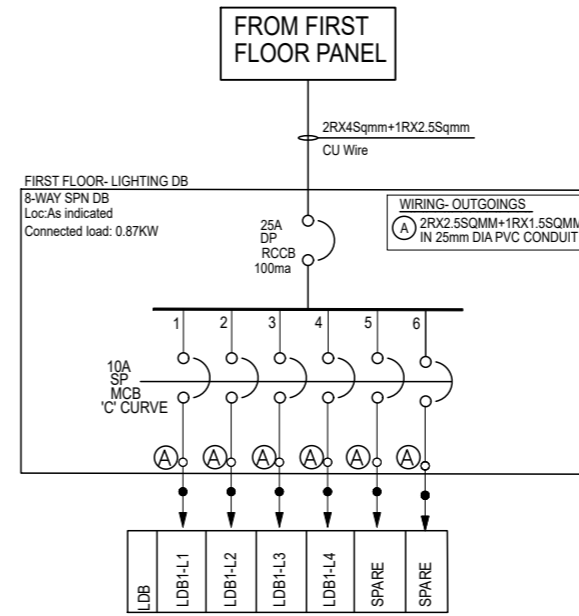 FROM FIRST
FLOOR PANEL
2RX4Sqmm+1RX2.5Sqmm
CU Wire
FIRST FLOOR- LIGHTING DB
8-WAY SPN DB
Loc:As indicated
Connected load: 0.87KW
WIRING- OUTGOINGS
A 2RX2.5SQMM+1RX1.5SQMM
IN 25mm DIA PVC CONDUIT
25A
DP
RCCB
100ma
1 2 3 4 5 6
10A
SP
MCB
'C' CURVE
A A A A A A
LDB LDB1-L1 LDB1-L2 LDB1-L3 LDB1-L4 SPARE SPARE